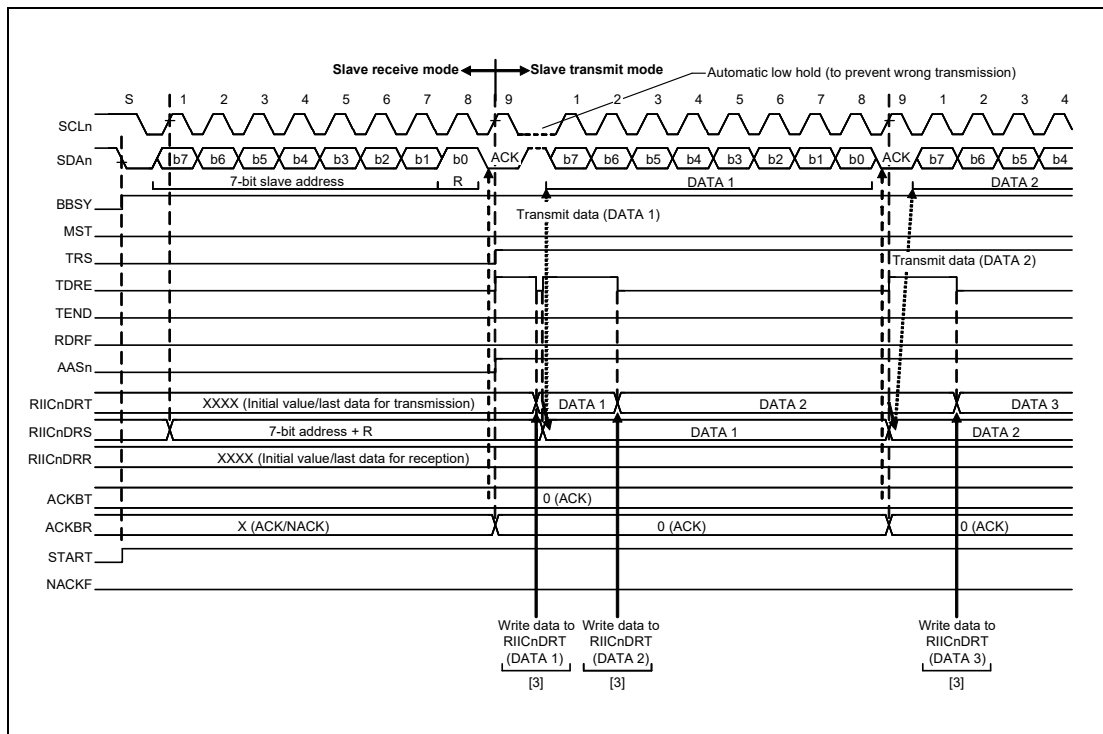 Slave receive mode Slave transmit mode
Automatic low hold (to prevent wrong transmission)
S 1 2 3 4 5 6 7 8 9 1 2 3 4 5 6 7 8 9 1 2 3 4
SCLn
SDAn b7 b6 b5 b4 b3 b2 b1 b0 ACK b7 b6 b5 b4 b3 b2 b1 b0 ACK b7 b6 b5 b4
7-bit slave address R DATA 1 DATA 2
BBSY
Transmit data (DATA 1)
MST
TRS
Transmit data (DATA 2)
TDRE
TEND
RDRF
AASn
RIICnDRT XXXX (Initial value/last data for transmission) DATA 1 DATA 2 DATA 3
RIICnDRS 7-bit address + R DATA 1 DATA 2
RIICnDRR XXXX (Initial value/last data for reception)
ACKBT 0 (ACK)
ACKBR X (ACK/NACK) 0 (ACK) 0 (ACK)
START
NACKF
Write data to Write data to Write data to
RIICnDRT RIICnDRT RIICnDRT
(DATA 1) (DATA 2) (DATA 3)
[3] [3] [3]